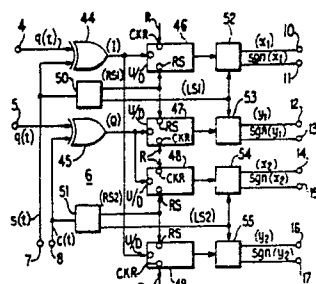 44 46 52
4 q(t) (I) R CKR RS (x1) 10
sgn(x1) 11
50 (RS1) (LS1) U/D
5 q(t) (Q) 47 53 (y1) 12
RS sgn(y1) 13
CKR
45 R 48 54 (x2) 14
6 CKR sgn(x2) 15
51 (RS2) U/D RS
s(t) c(t) (LS2) 55
7 8 U/D RS (y2) 16
sgn(y2)
CKR 49 17